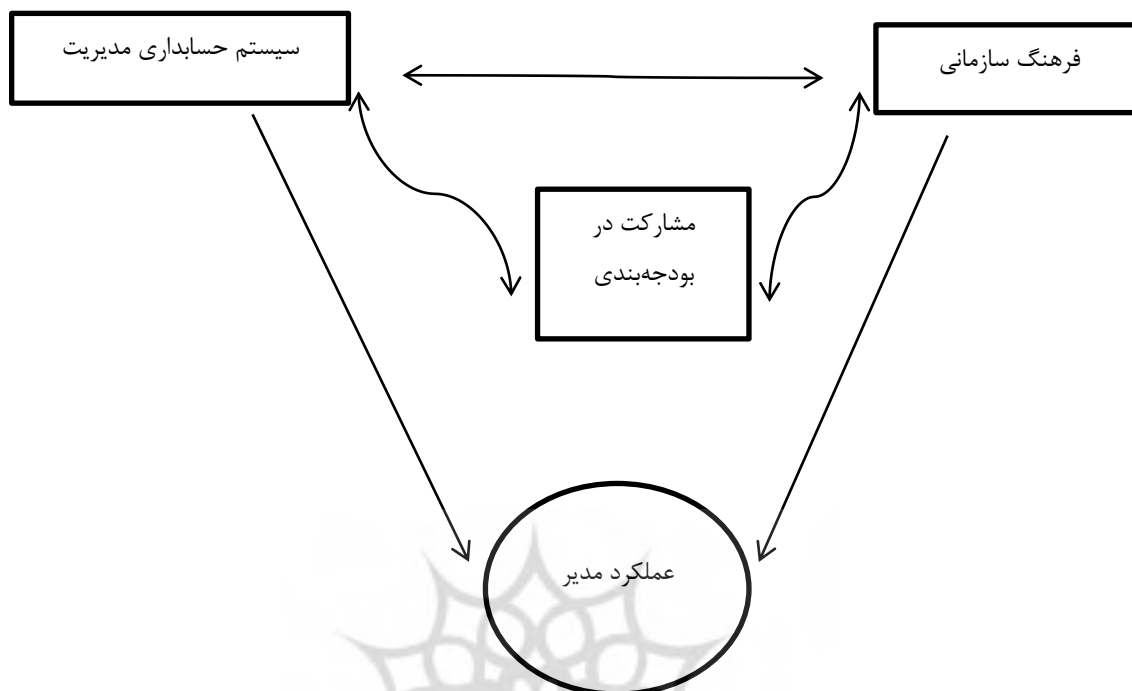 فرهنگ سازمانی
سیستم حسابداری مدیریت
مشارکت در
بودجه‌بندی
عملکرد مدیر